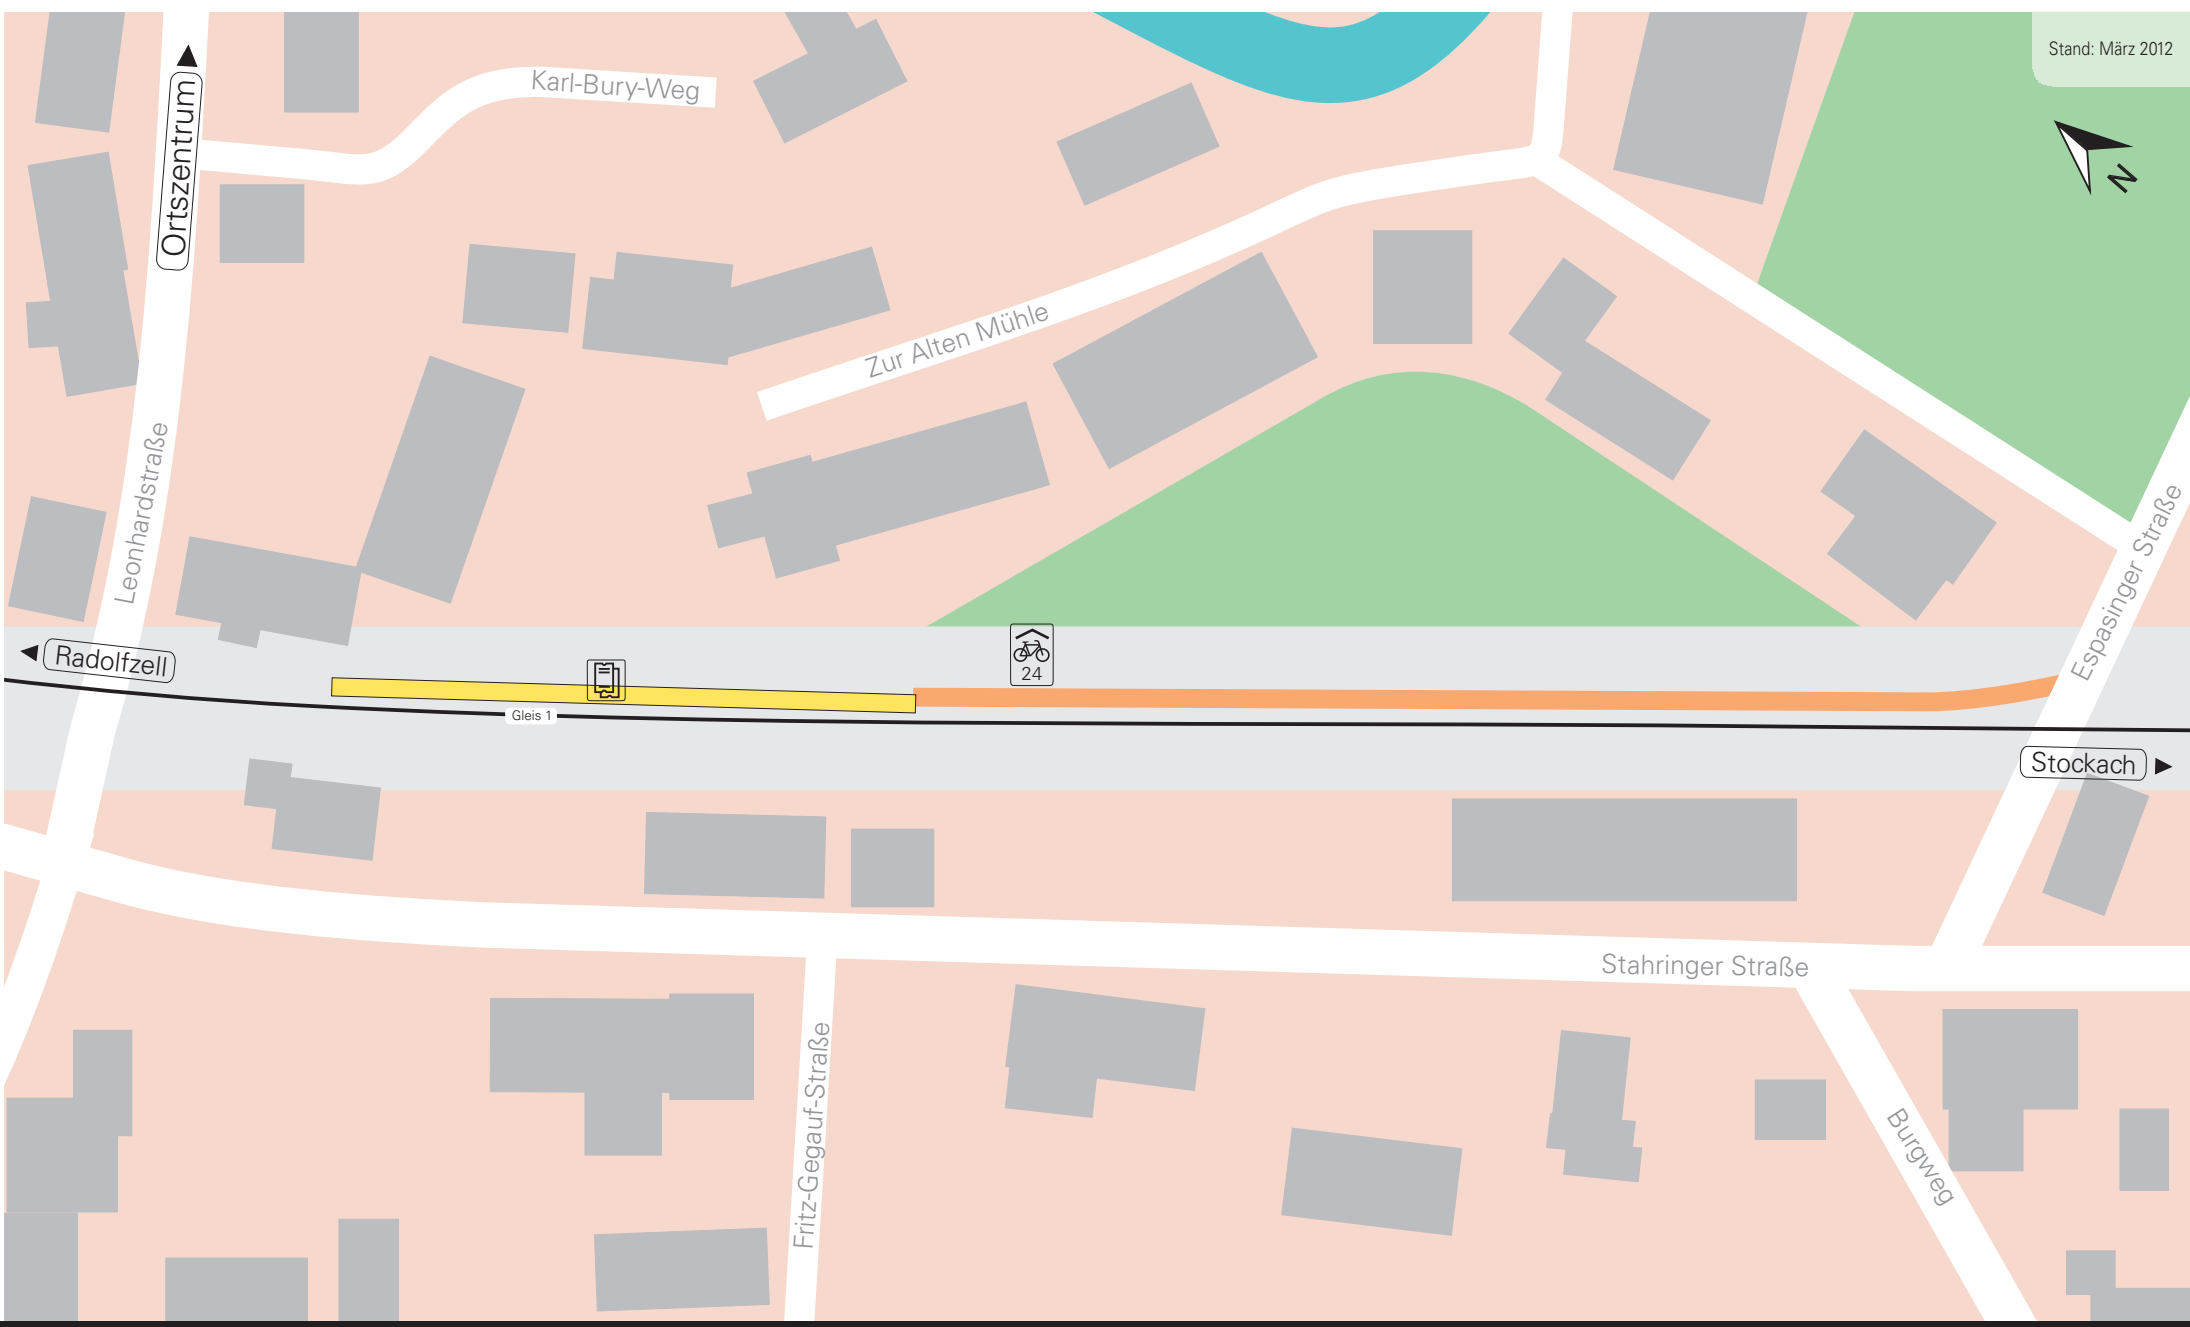 Stand: März 2012
N
Ortszentrum
Karl-Bury-Weg
Zur Alten Mühle
Leonhardstraße
Espasinger Straße
Radolfzell
24
Gleis 1
Stockach
Stahringer Straße
Fritz-Gegauf-Straße
Burgweg